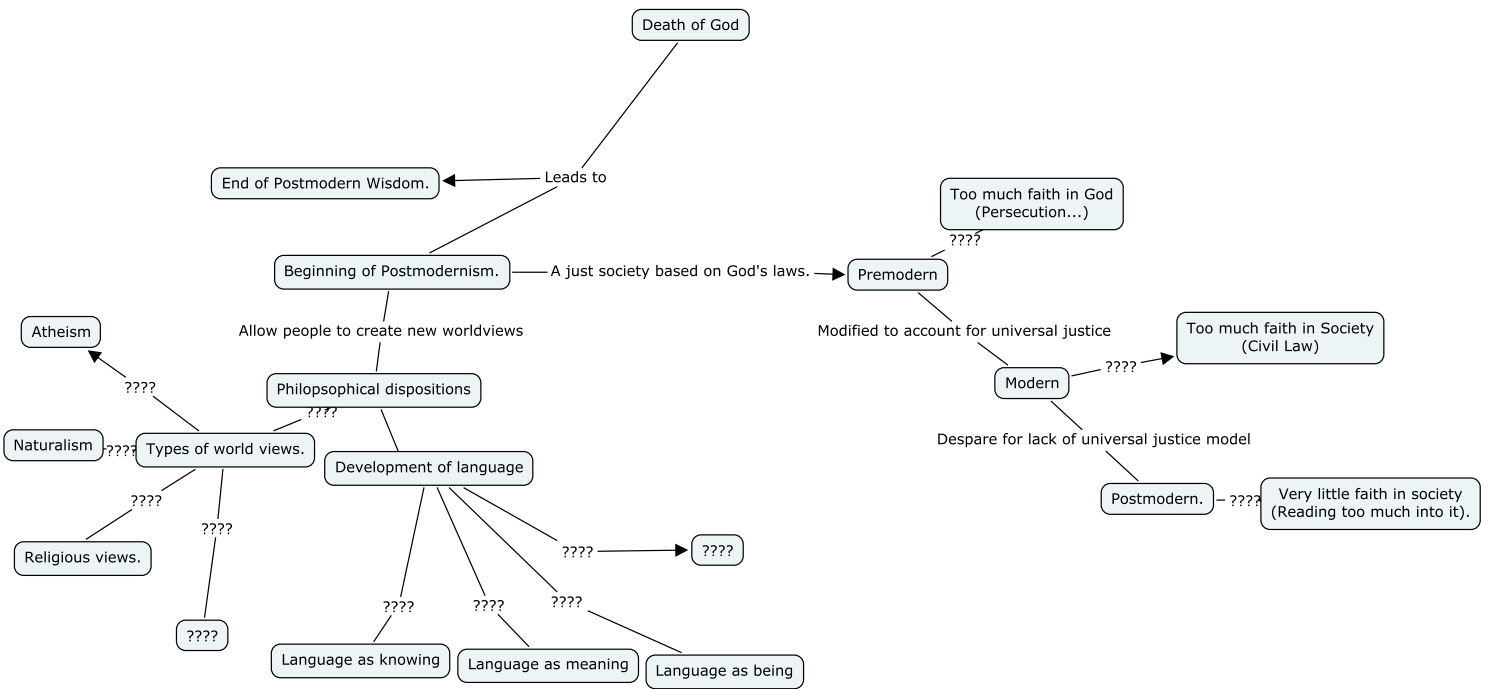 Death of God
Leads to
End of Postmodern Wisdom.
Too much faith in God
(Persecution...)
????
Beginning of Postmodernism.
A just society based on God's laws.
Premodern
Allow people to create new worldviews
Modified to account for universal justice
Atheism
Too much faith in Society
(Civil Law)
????
Modern
????
Philopsophical dispositions
????
Despare for lack of universal justice model
Naturalism
????
Types of world views.
Development of language
????
????
Postmodern.
????
Very little faith in society
(Reading too much into it).
Religious views.
????
????
????
????
????
????
Language as knowing
Language as meaning
Language as being